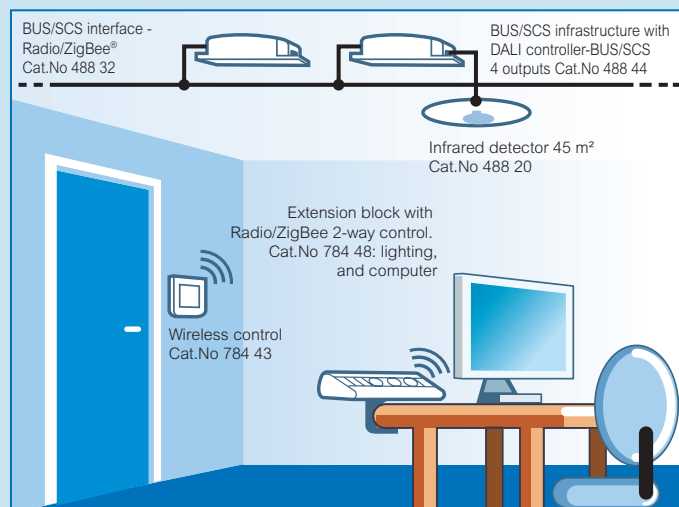 BUS/SCS interface -
Radio/ZigBee®
Cat.No 488 32
BUS/SCS infrastructure with
DALI controller-BUS/SCS
4 outputs Cat.No 488 44
Infrared detector 45 m²
Cat.No 488 20
Extension block with
Radio/ZigBee 2-way control.
Cat.No 784 48: lighting,
and computer
Wireless control
Cat.No 784 43